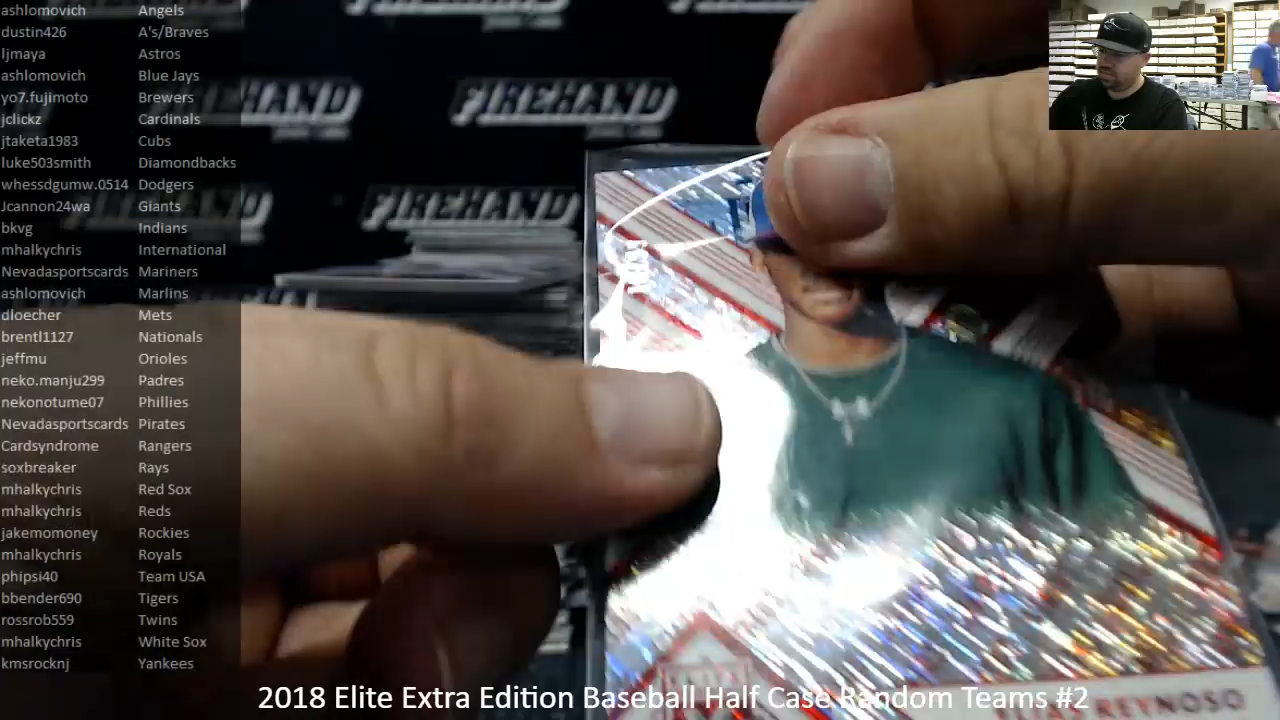 ashlomovich Angels
dustin426 A's/Braves
ljmaya Astros
ashlomovich Blue Jays
yo7.fujimoto Brewers
jclickz Cardinals
jtaketa1983 Cubs
luke503smith Diamondbacks
whessdgumw.0514 Dodgers
Jcannon24wa Giants
bkvg Indians
mhalkychris International
Nevadasportscards Mariners
ashlomovich Marlins
dloecher Mets
brentl1127 Nationals
jeffmu Orioles
neko.manju299 Padres
nekonotume07 Phillies
Nevadasportscards Pirates
Cardsyndrome Rangers
soxbreaker Rays
mhalkychris Red Sox
mhalkychris Reds
jakemomoney Rockies
mhalkychris Royals
phipsi40 Team USA
bbender690 Tigers
rossrob559 Twins
mhalkychris White Sox
kmsrocknj Yankees
FIREHAND
FIREHAND
REYNOSO
2018 Elite Extra Edition Baseball Half Case Random Teams #2